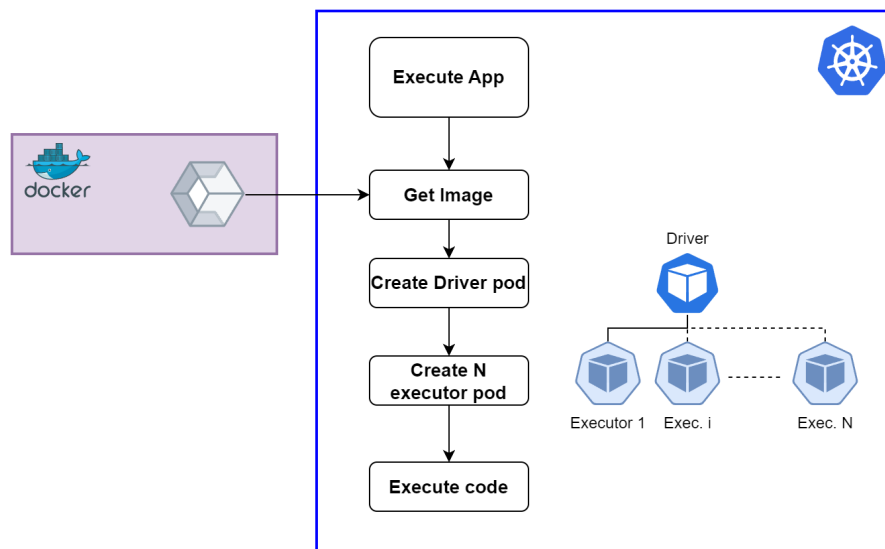 Execute App
docker
Get Image
Driver
Create Driver pod
Create N
executor pod
Executor 1
Exec. i
Exec. N
Execute code